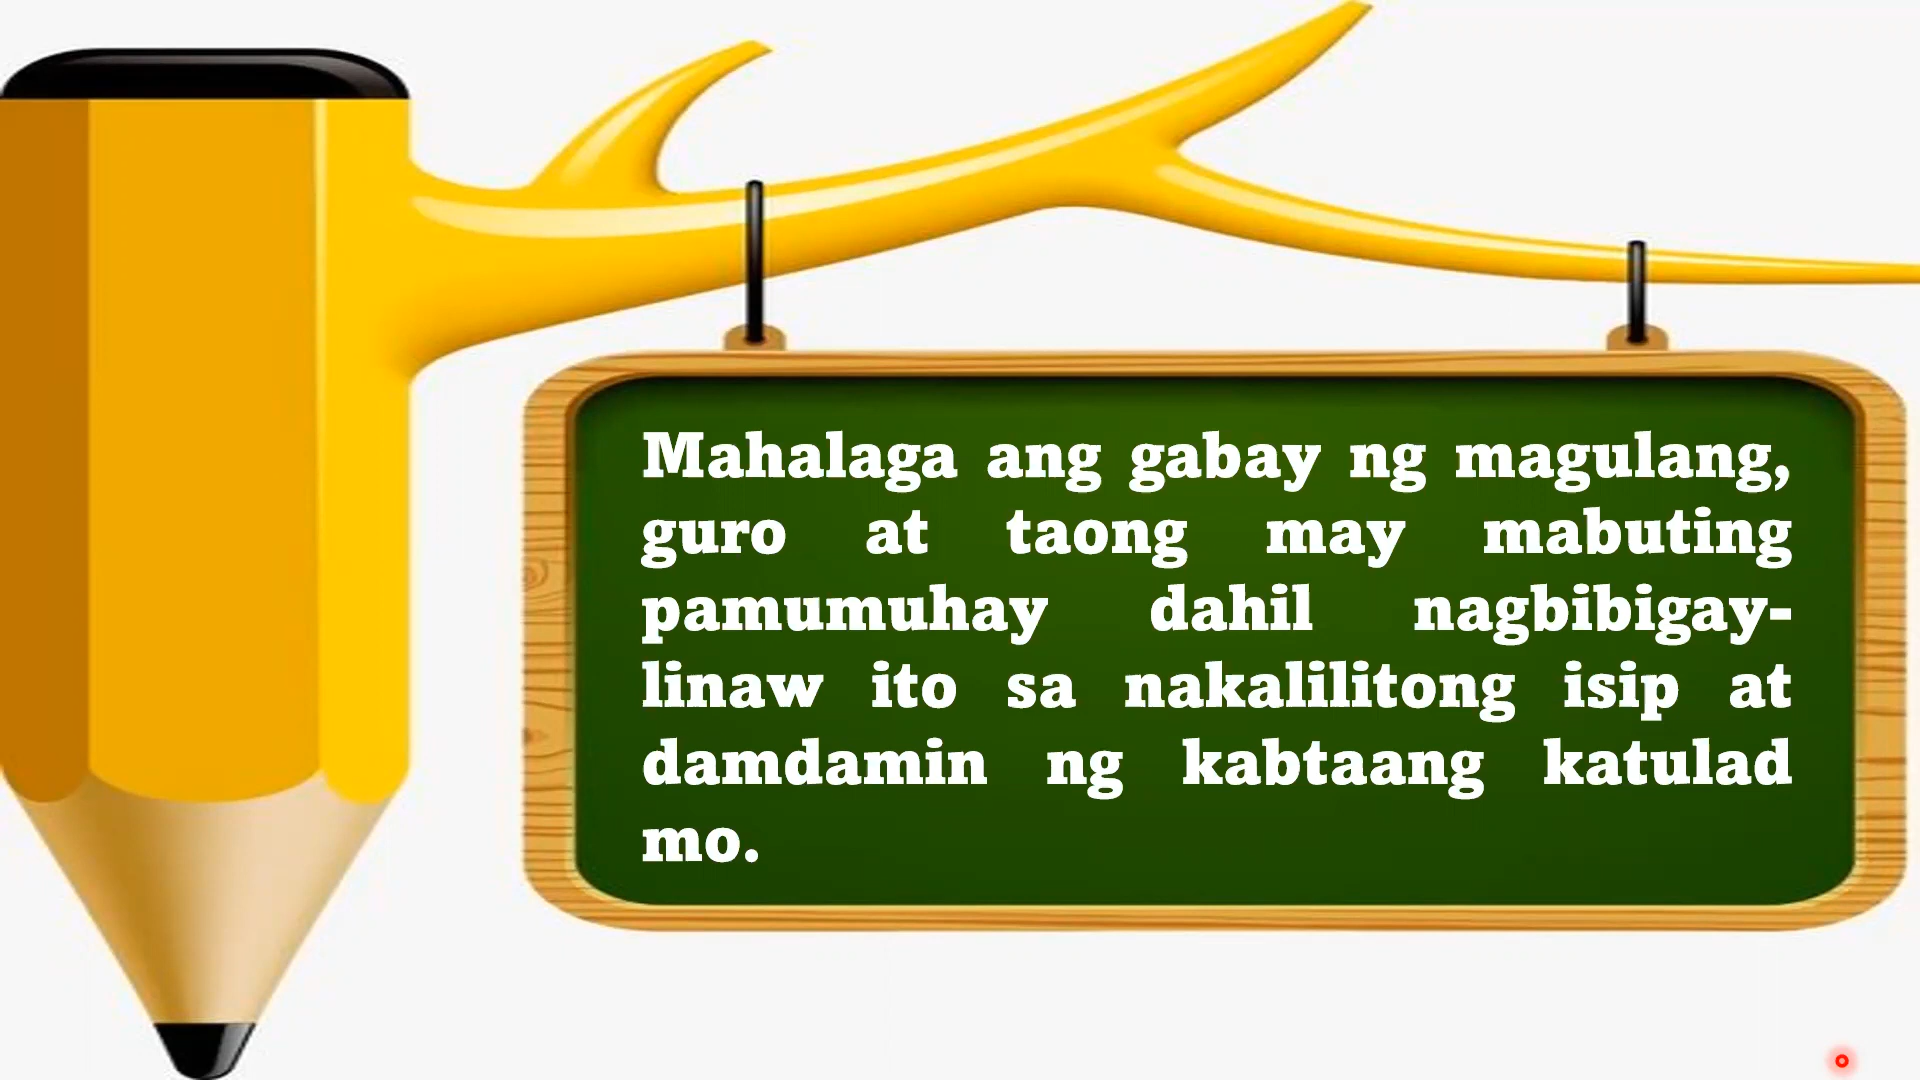 Mahalaga ang gabay ng magulang,
guro at taong may mabuting
pamumuhay dahil nagbibigay-
linaw ito sa nakalilitong isip at
damdamin ng kabtaang katulad
mo.